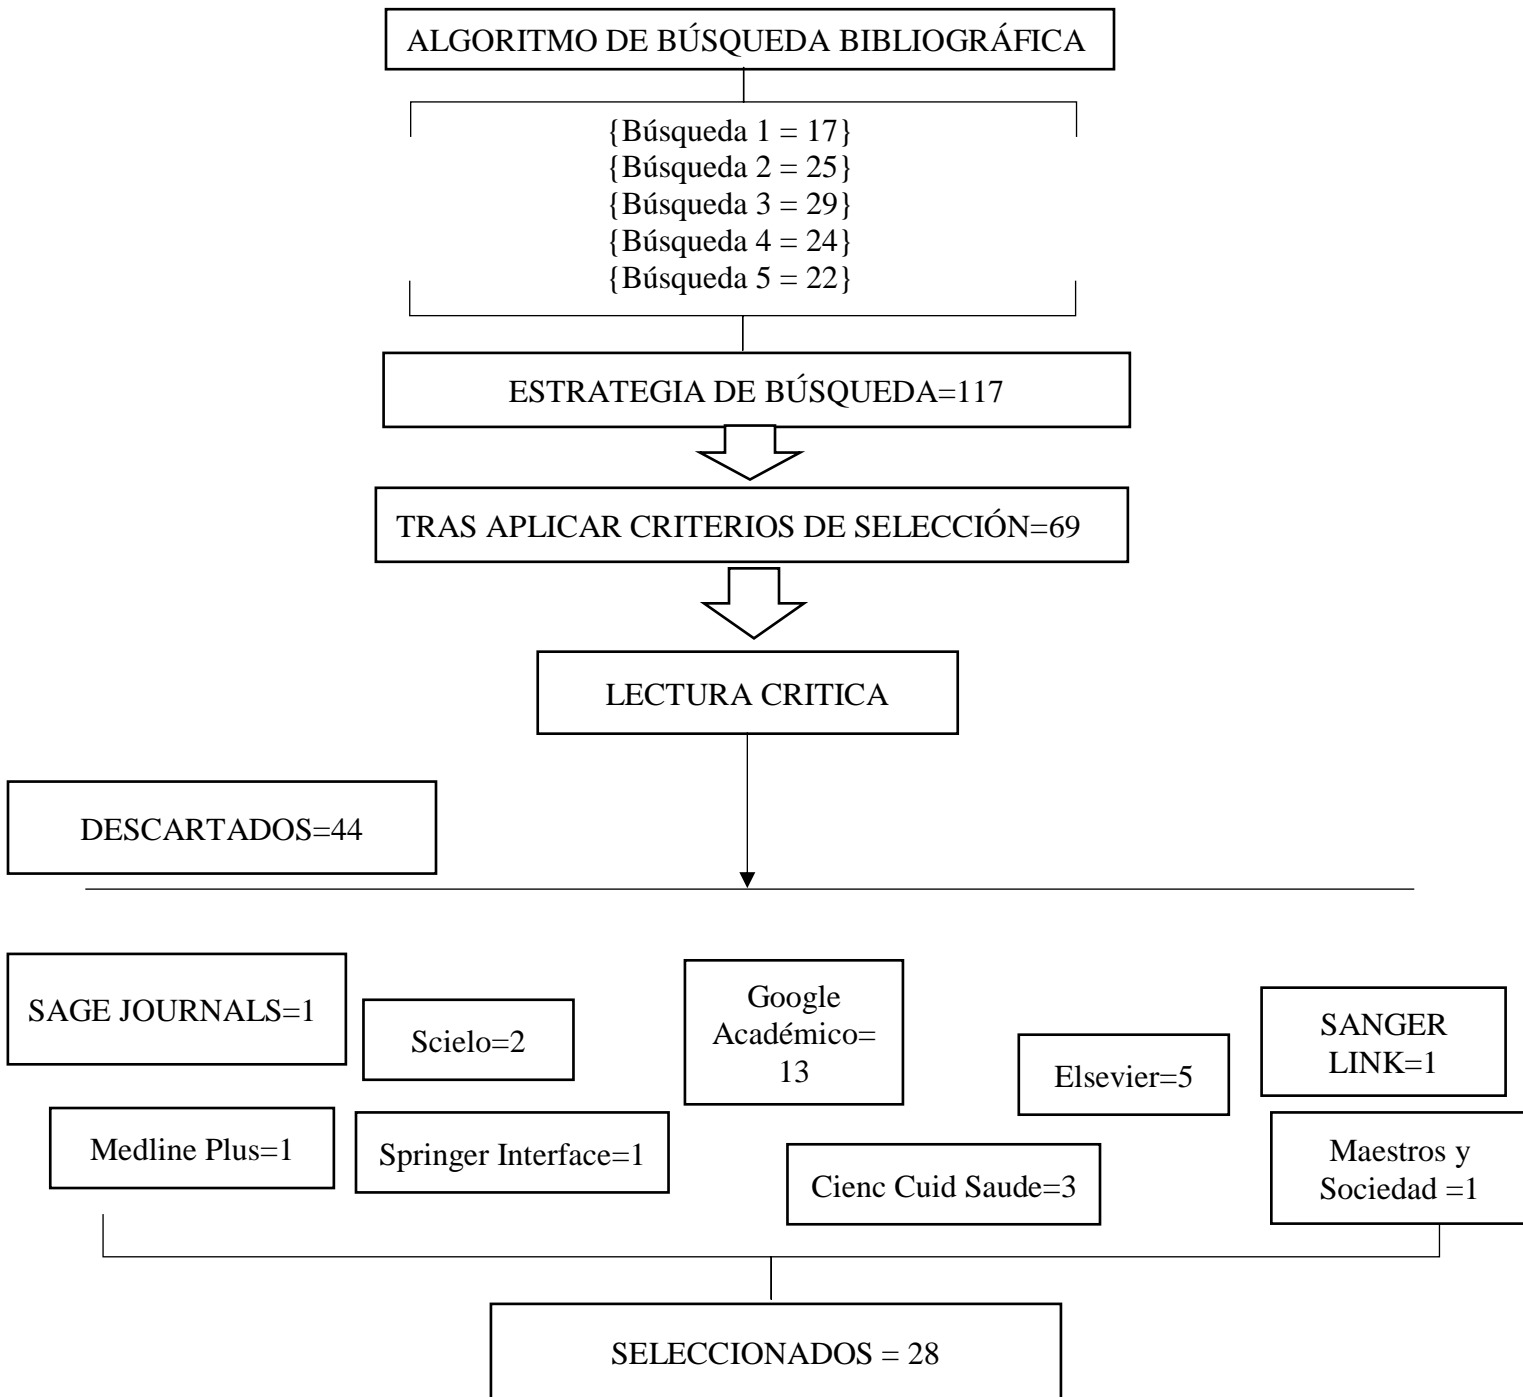 ALGORITMO DE BÚSQUEDA BIBLIOGRÁFICA
{Búsqueda 1 = 17}
{Búsqueda 2 = 25}
{Búsqueda 3 = 29}
{Búsqueda 4 = 24}
{Búsqueda 5 = 22}
ESTRATEGIA DE BÚSQUEDA=117
TRAS APLICAR CRITERIOS DE SELECCIÓN=69
LECTURA CRITICA
DESCARTADOS=44
SAGE JOURNALS=1
Scielo=2
Google
Académico=
13
Elsevier=5
SANGER
LINK=1
Medline Plus=1
Springer Interface=1
Cienc Cuid Saude=3
Maestros y
Sociedad =1
SELECCIONADOS = 28